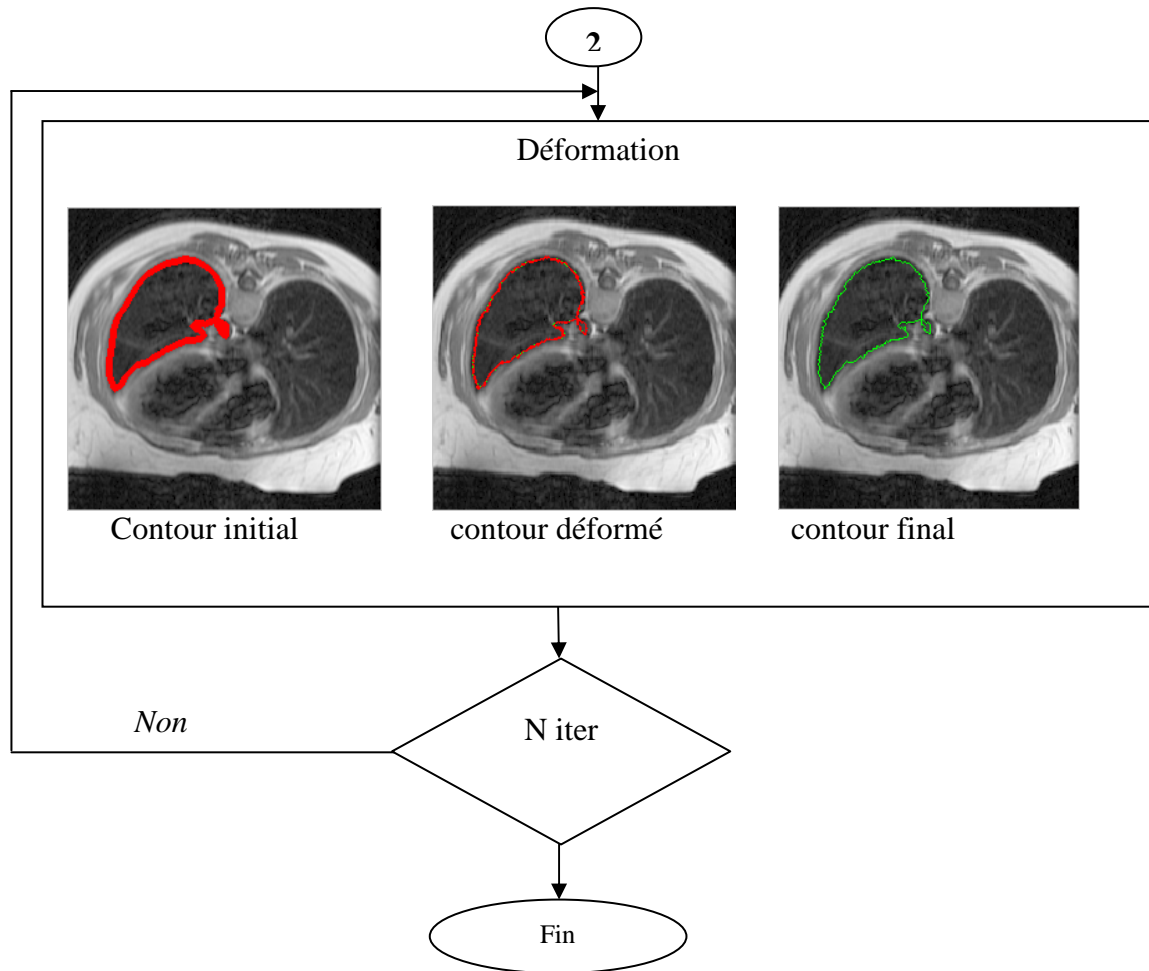 2
Déformation
Contour initial
contour déformé
contour final
Non
N iter
Fin